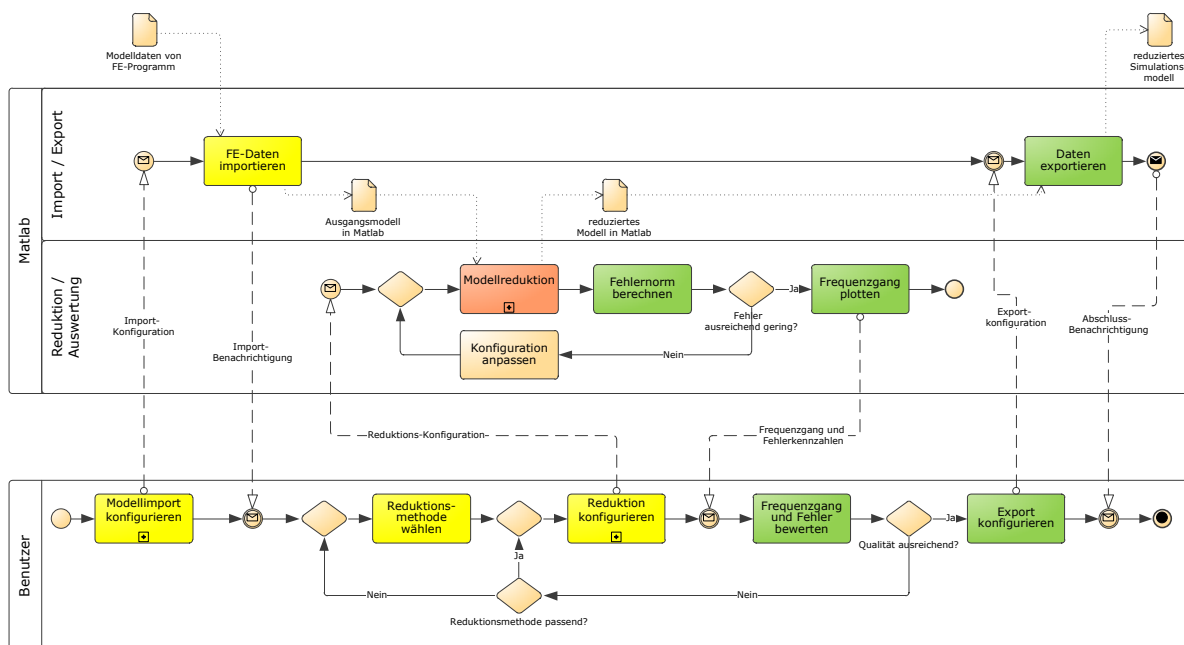 Modelldaten von
FE-Programm
reduziertes
Simulations
modell
Matlab
Import / Export
FE-Daten
importieren
Daten
exportieren
Ausgangsmodell
in Matlab
reduziertes
Modell in Matlab
Reduktion /
Auswertung
Modellreduktion
Fehlernorm
berechnen
Fehler
ausreichend gering?
Ja
Frequenzgang
plotten
Nein
Konfiguration
anpassen
Import-
Konfiguration
Import-
Benachrichtigung
Export-
konfiguration
Abschluss-
Benachrichtigung
Reduktions-Konfiguration
Frequenzgang und
Fehlerkennzahlen
Benutzer
Modellimport
konfigurieren
Reduktions-
methode
wählen
Reduktion
konfigurieren
Frequenzgang
und Fehler
bewerten
Qualität ausreichend?
Ja
Export
konfigurieren
Ja
Nein
Nein
Reduktionsmethode passend?